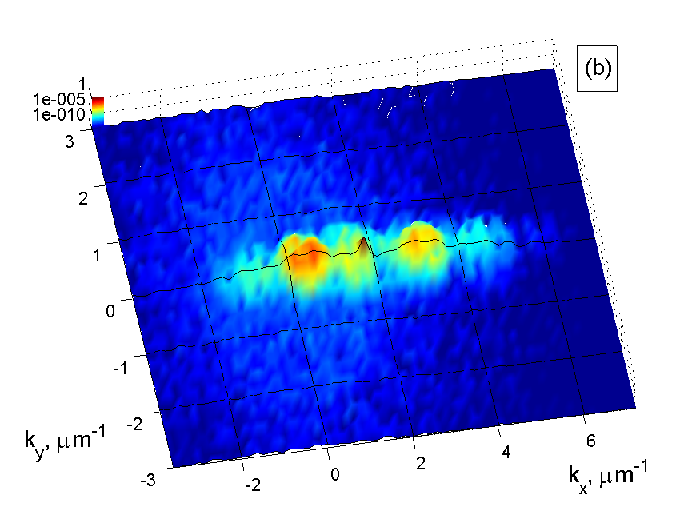 (b)
1
1e-005
1e-010
3
2
1
0
-1
-2
-3
-2
0
2
4
6
k_y, μm⁻¹
k_x, μm⁻¹